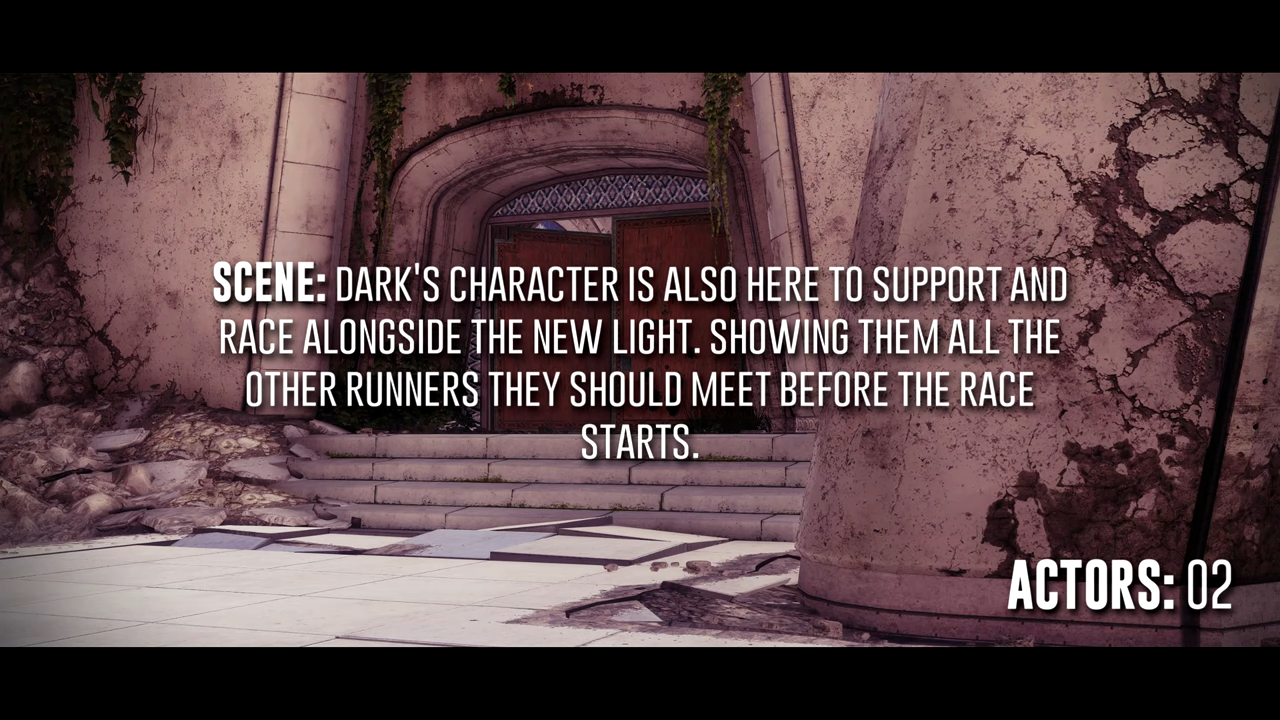 SCENE: DARK'S CHARACTER IS ALSO HERE TO SUPPORT AND
RACE ALONGSIDE THE NEW LIGHT. SHOWING THEM ALL THE
OTHER RUNNERS THEY SHOULD MEET BEFORE THE RACE
STARTS.
ACTORS: 02